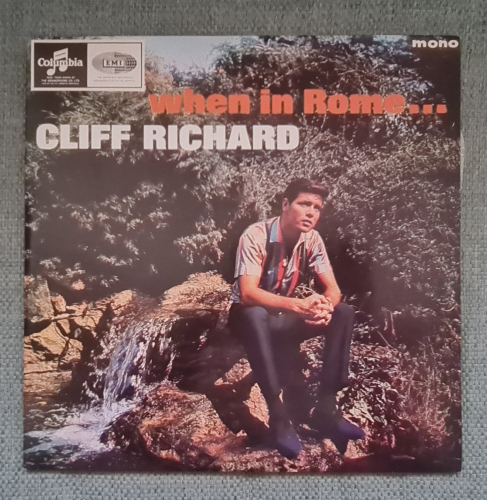 mono
Columbia
EMI
when in Rome...
CLIFF RICHARD